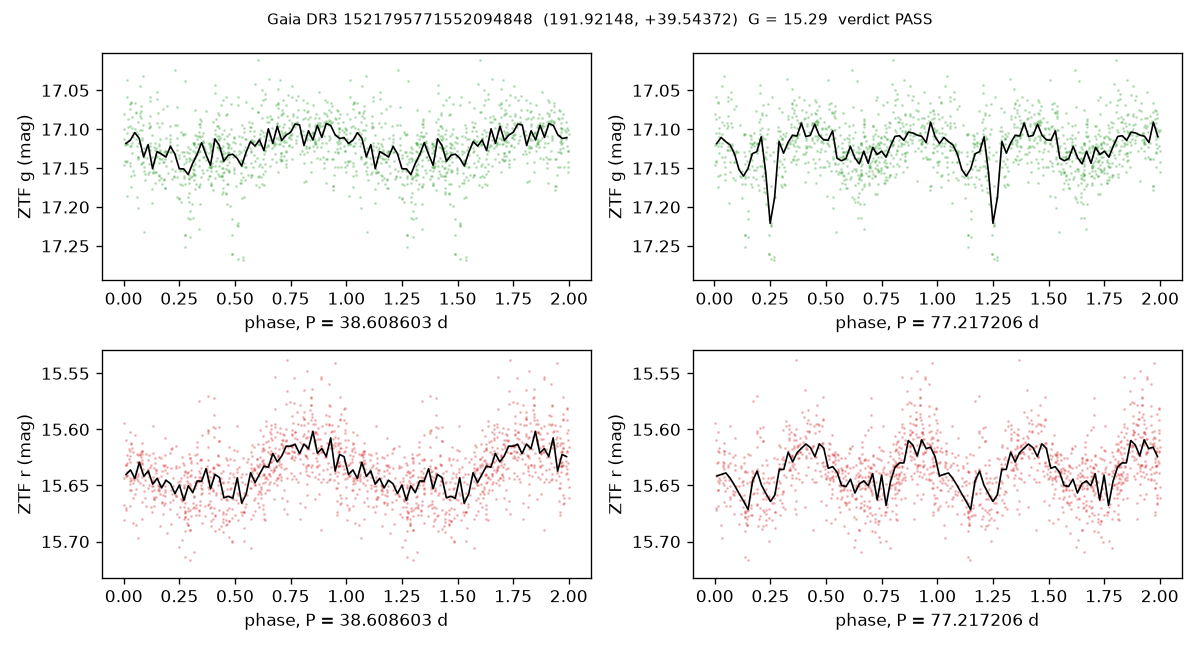 Gaia DR3 1521795771552094848 (191.92148, +39.54372) G = 15.29 verdict PASS
ZTF g (mag)
17.05
17.10
17.15
17.20
17.25
0.00 0.25 0.50 0.75 1.00 1.25 1.50 1.75 2.00
phase, P = 38.608603 d
ZTF g (mag)
17.05
17.10
17.15
17.20
17.25
0.00 0.25 0.50 0.75 1.00 1.25 1.50 1.75 2.00
phase, P = 77.217206 d
ZTF r (mag)
15.55
15.60
15.65
15.70
0.00 0.25 0.50 0.75 1.00 1.25 1.50 1.75 2.00
phase, P = 38.608603 d
ZTF r (mag)
15.55
15.60
15.65
15.70
0.00 0.25 0.50 0.75 1.00 1.25 1.50 1.75 2.00
phase, P = 77.217206 d